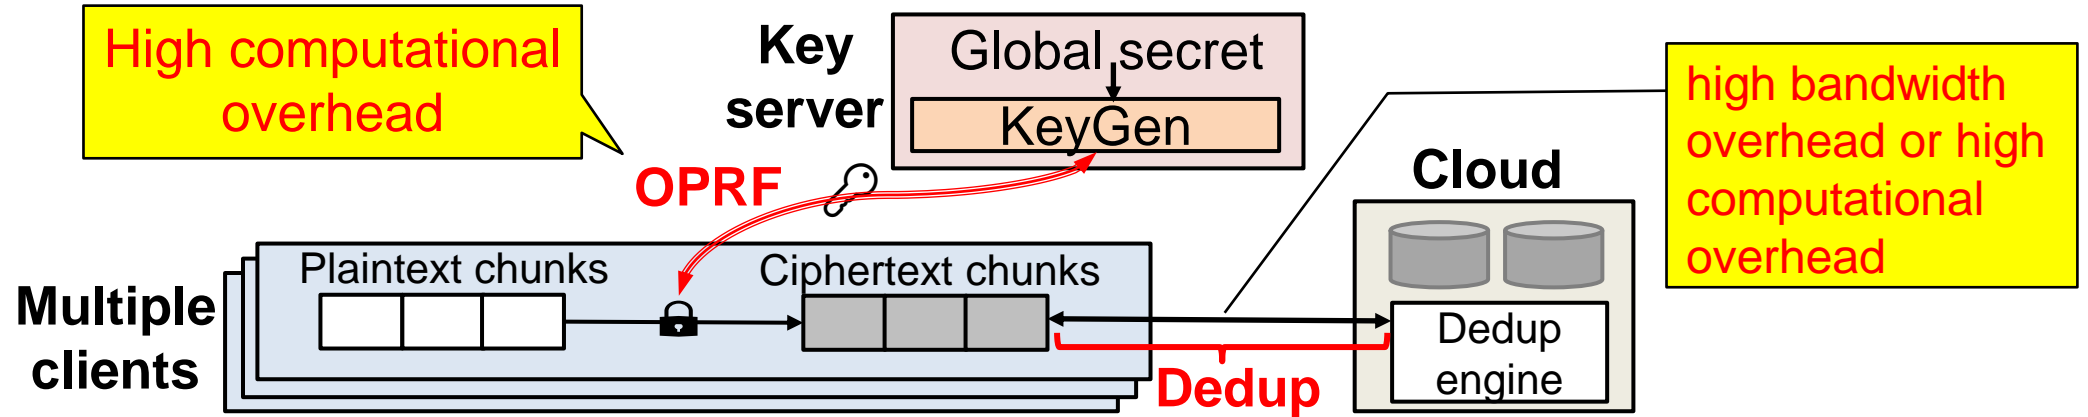 High computational
overhead
Key
server
Global secret
KeyGen
high bandwidth
overhead or high
computational
overhead
OPRF
Cloud
Multiple
clients
Plaintext chunks
Ciphertext chunks
Dedup
Dedup
engine